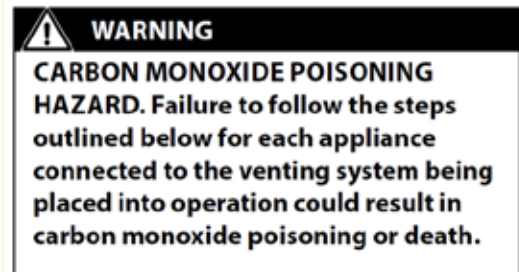 WARNING
CARBON MONOXIDE POISONING
HAZARD. Failure to follow the steps
outlined below for each appliance
connected to the venting system being
placed into operation could result in
carbon monoxide poisoning or death.